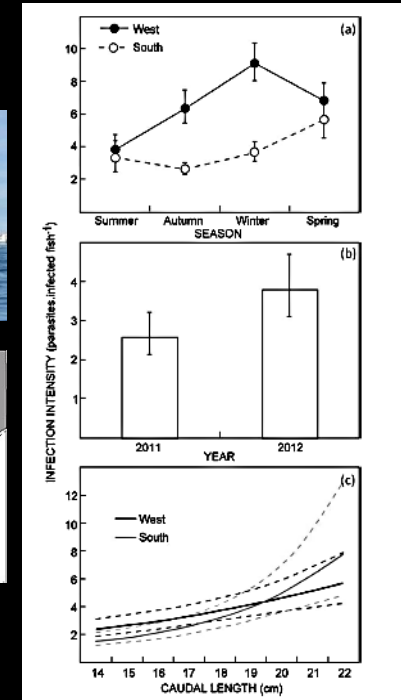 (a)
West
South
10
8
6
4
2
Summer Autumn Winter Spring
SEASON
INFECTION INTENSITY (parasites.infected fish-1)
(b)
4
3
2
1
2011 2012
YEAR
(c)
West
South
12
10
8
6
4
2
14 15 16 17 18 19 20 21 22
CAUDAL LENGTH (cm)